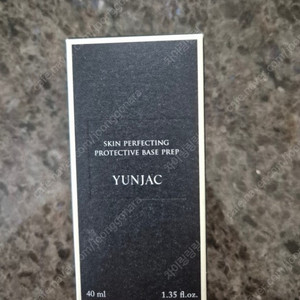 SKIN PERFECTING
PROTECTIVE BASE PREP
YUNJAC
40 ml 1.35 fl.oz.